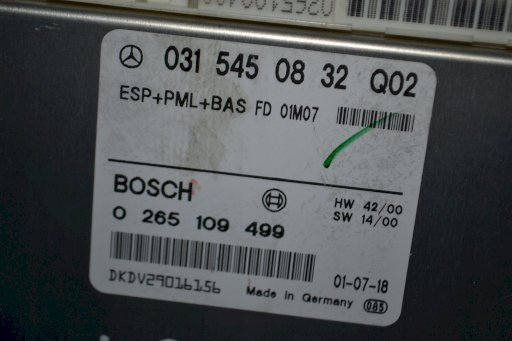 031 545 08 32 Q02
ESP+PML+BAS FD 01M07
BOSCH
HW 42/00
SW 14/00
0 265 109 499
DKDV29016156
01-07-18
Made in Germany 085